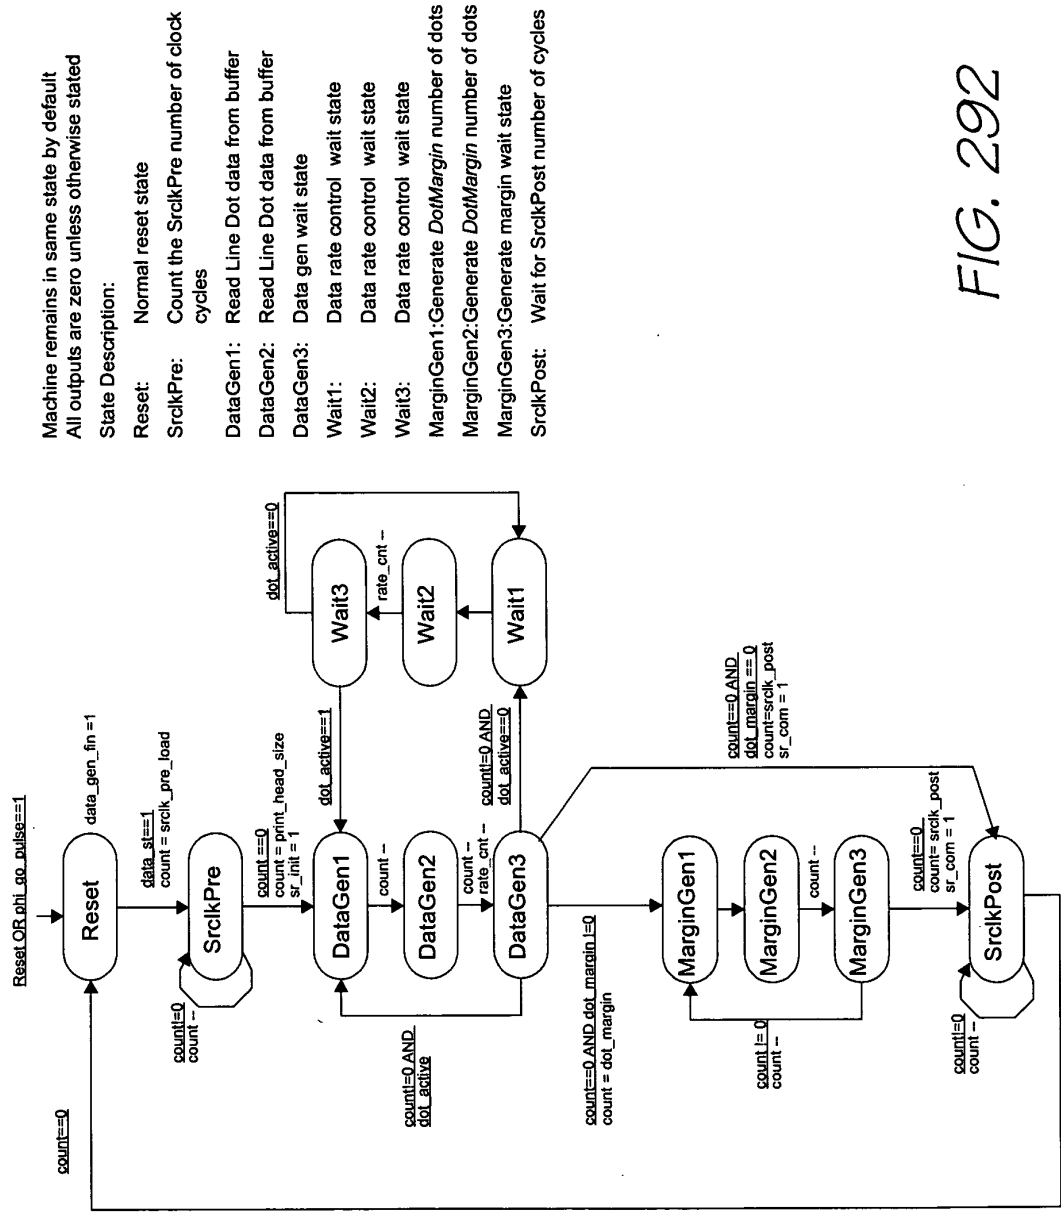 Reset OR phi_go_pulse==1
Reset
data_gen_fin =1
count==0
data_st==1
count = srclk_pre_load
SrclkPre
count!=0
count --
count ==0
count = print_head_size
sr_init = 1
DataGen1
dot_active==1
Wait3
dot_active==0
count --
rate_cnt --
DataGen2
Wait2
count --
rate_cnt --
count!=0 AND
dot_active
DataGen3
count!=0 AND
dot_active==0
Wait1
count==0 AND dot_margin !=0
count = dot_margin
count==0 AND
dot_margin == 0
count=srclk_post
sr_com = 1
MarginGen1
MarginGen2
count --
count != 0
count --
MarginGen3
count==0
count= srclk_post
sr_com = 1
count!=0
count --
SrclkPost
Machine remains in same state by default
All outputs are zero unless otherwise stated
State Description:
Reset: Normal reset state
SrclkPre: Count the SrclkPre number of clock
cycles
DataGen1: Read Line Dot data from buffer
DataGen2: Read Line Dot data from buffer
DataGen3: Data gen wait state
Wait1: Data rate control wait state
Wait2: Data rate control wait state
Wait3: Data rate control wait state
MarginGen1:Generate DotMargin number of dots
MarginGen2:Generate DotMargin number of dots
MarginGen3:Generate margin wait state
SrclkPost: Wait for SrclkPost number of cycles
FIG. 292